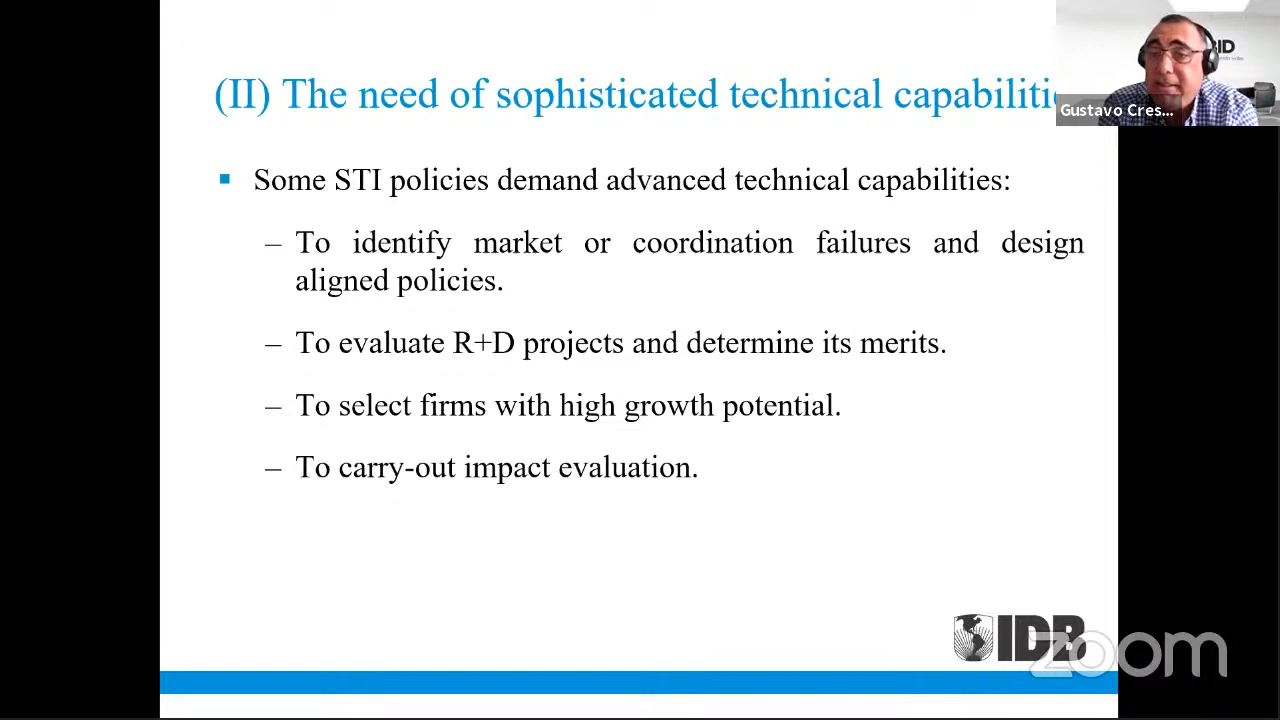 (II) The need of sophisticated technical capabiliti
BID
Gustavo Cres...
▪ Some STI policies demand advanced technical capabilities:
– To identify market or coordination failures and design
aligned policies.
– To evaluate R+D projects and determine its merits.
– To select firms with high growth potential.
– To carry-out impact evaluation.
IDB
zoom